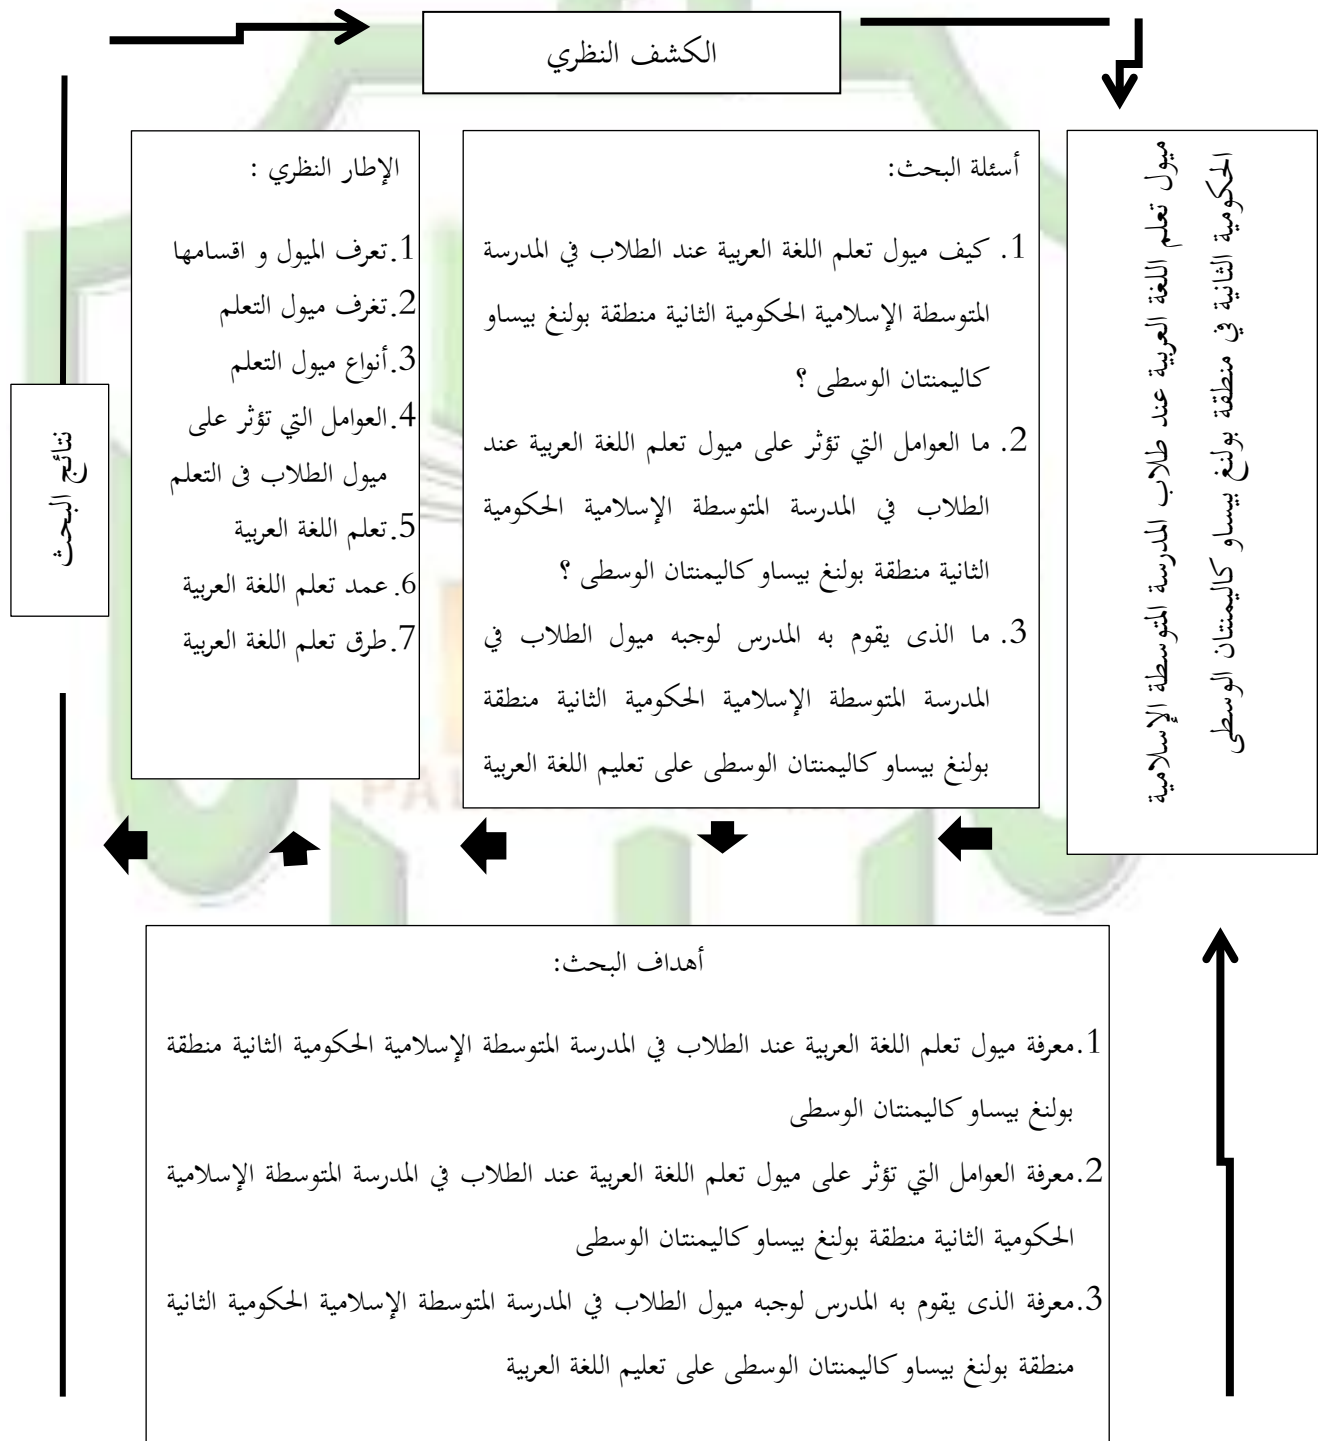 الكشف النظري
ميول تعلم اللغة العربية عند طلاب المدرسة المتوسطة الإسلامية
الحكومية الثانية في منطقة بولنغ بيساو كاليمنتان الوسطى
أسئلة البحث:
1. كيف ميول تعلم اللغة العربية عند الطلاب في المدرسة
المتوسطة الإسلامية الحكومية الثانية منطقة بولنغ بيساو
كاليمنتان الوسطى ؟
2. ما العوامل التي تؤثر على ميول تعلم اللغة العربية عند
الطلاب في المدرسة المتوسطة الإسلامية الحكومية
الثانية منطقة بولنغ بيساو كاليمنتان الوسطى ؟
3. ما الذى يقوم به المدرس لوجبه ميول الطلاب في
المدرسة المتوسطة الإسلامية الحكومية الثانية منطقة
بولنغ بيساو كاليمنتان الوسطى على تعليم اللغة العربية
الإطار النظري :
1.تعرف الميول و اقسامها
2.تغرف ميول التعلم
3.أنواع ميول التعلم
4.العوامل التي تؤثر على
ميول الطلاب فى التعلم
5.تعلم اللغة العربية
6.عمد تعلم اللغة العربية
7.طرق تعلم اللغة العربية
نتائج البحث
أهداف البحث:
1.معرفة ميول تعلم اللغة العربية عند الطلاب في المدرسة المتوسطة الإسلامية الحكومية الثانية منطقة
بولنغ بيساو كاليمنتان الوسطى
2.معرفة العوامل التي تؤثر على ميول تعلم اللغة العربية عند الطلاب في المدرسة المتوسطة الإسلامية
الحكومية الثانية منطقة بولنغ بيساو كاليمنتان الوسطى
3.معرفة الذى يقوم به المدرس لوجبه ميول الطلاب في المدرسة المتوسطة الإسلامية الحكومية الثانية
منطقة بولنغ بيساو كاليمنتان الوسطى على تعليم اللغة العربية